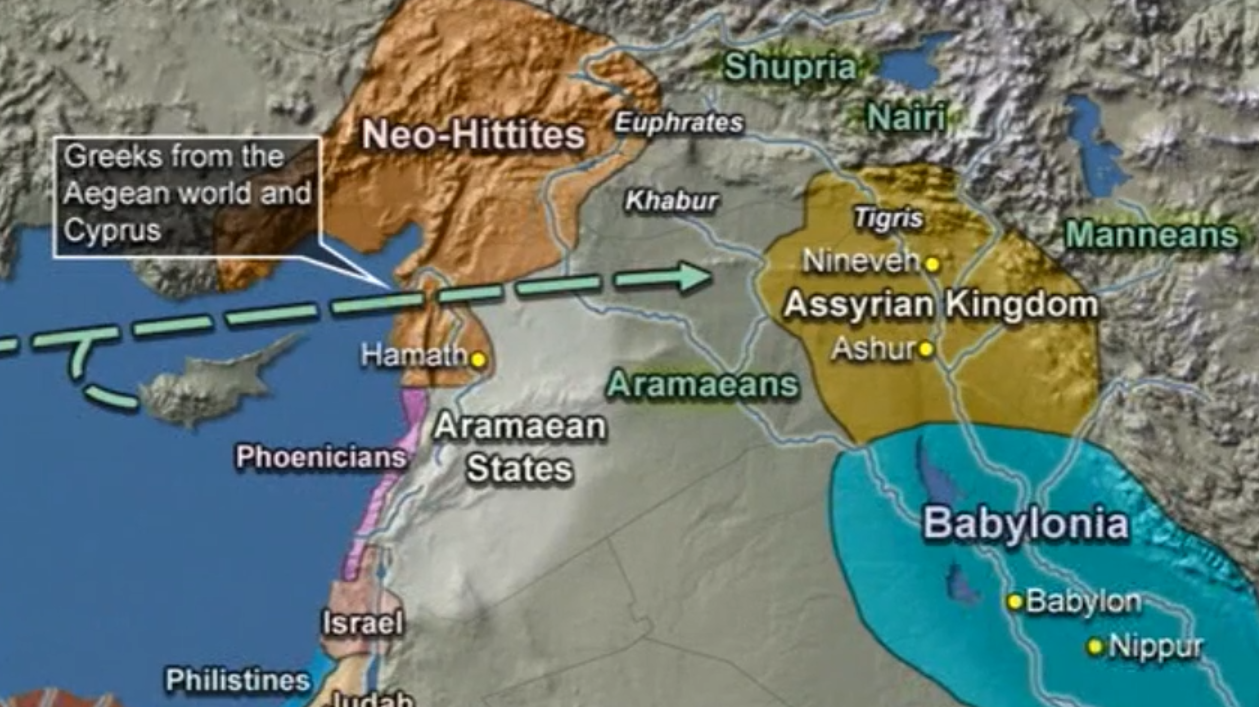 Shupria
Nairi
Euphrates
Neo-Hittites
Greeks from the
Aegean world and
Cyprus
Khabur
Tigris
Manneans
Nineveh
Assyrian Kingdom
Ashur
Hamath
Aramaeans
Aramaean
States
Phoenicians
Babylonia
Babylon
Israel
Nippur
Philistines
Judah